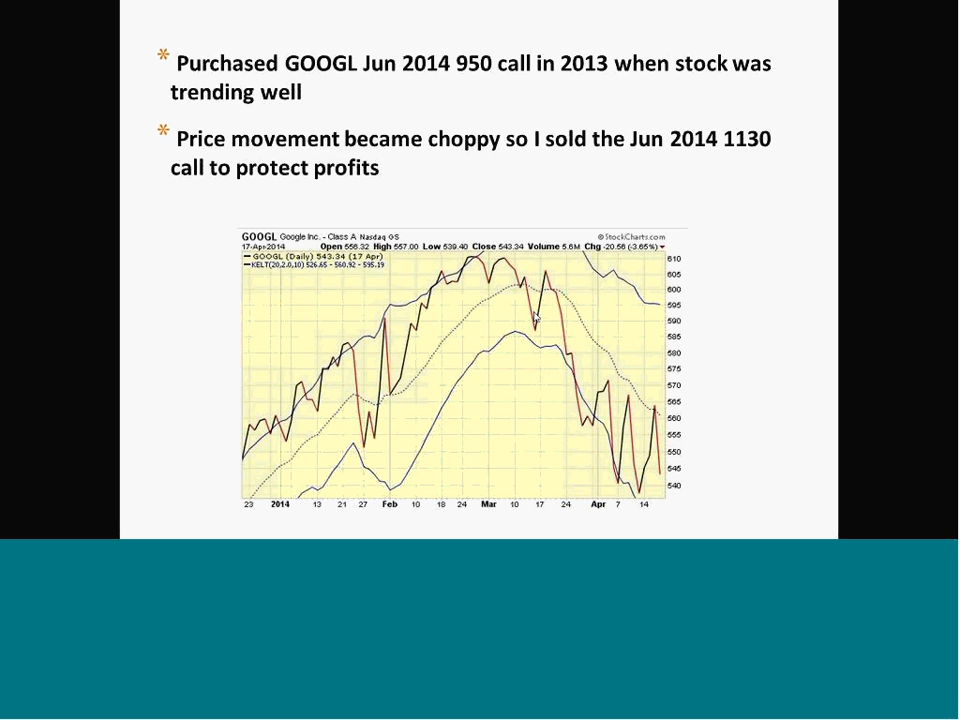 * Purchased GOOGL Jun 2014 950 call in 2013 when stock was
trending well
* Price movement became choppy so I sold the Jun 2014 1130
call to protect profits
GOOGL Google Inc. - Class A Nasdaq GS © StockCharts.com
17-Apr-2014 Open 556.32 High 557.00 Low 539.40 Close 543.34 Volume 5.6M Chg -20.56 (-3.65%)
GOOGL (Daily) 543.34 (17 Apr)
KELT(20,2.0,10) 526.65 - 560.92 - 595.19
610
605
600
595
590
585
580
575
570
565
560
555
550
545
540
23 2014 13 21 27 Feb 10 18 24 Mar 10 17 24 Apr 7 14